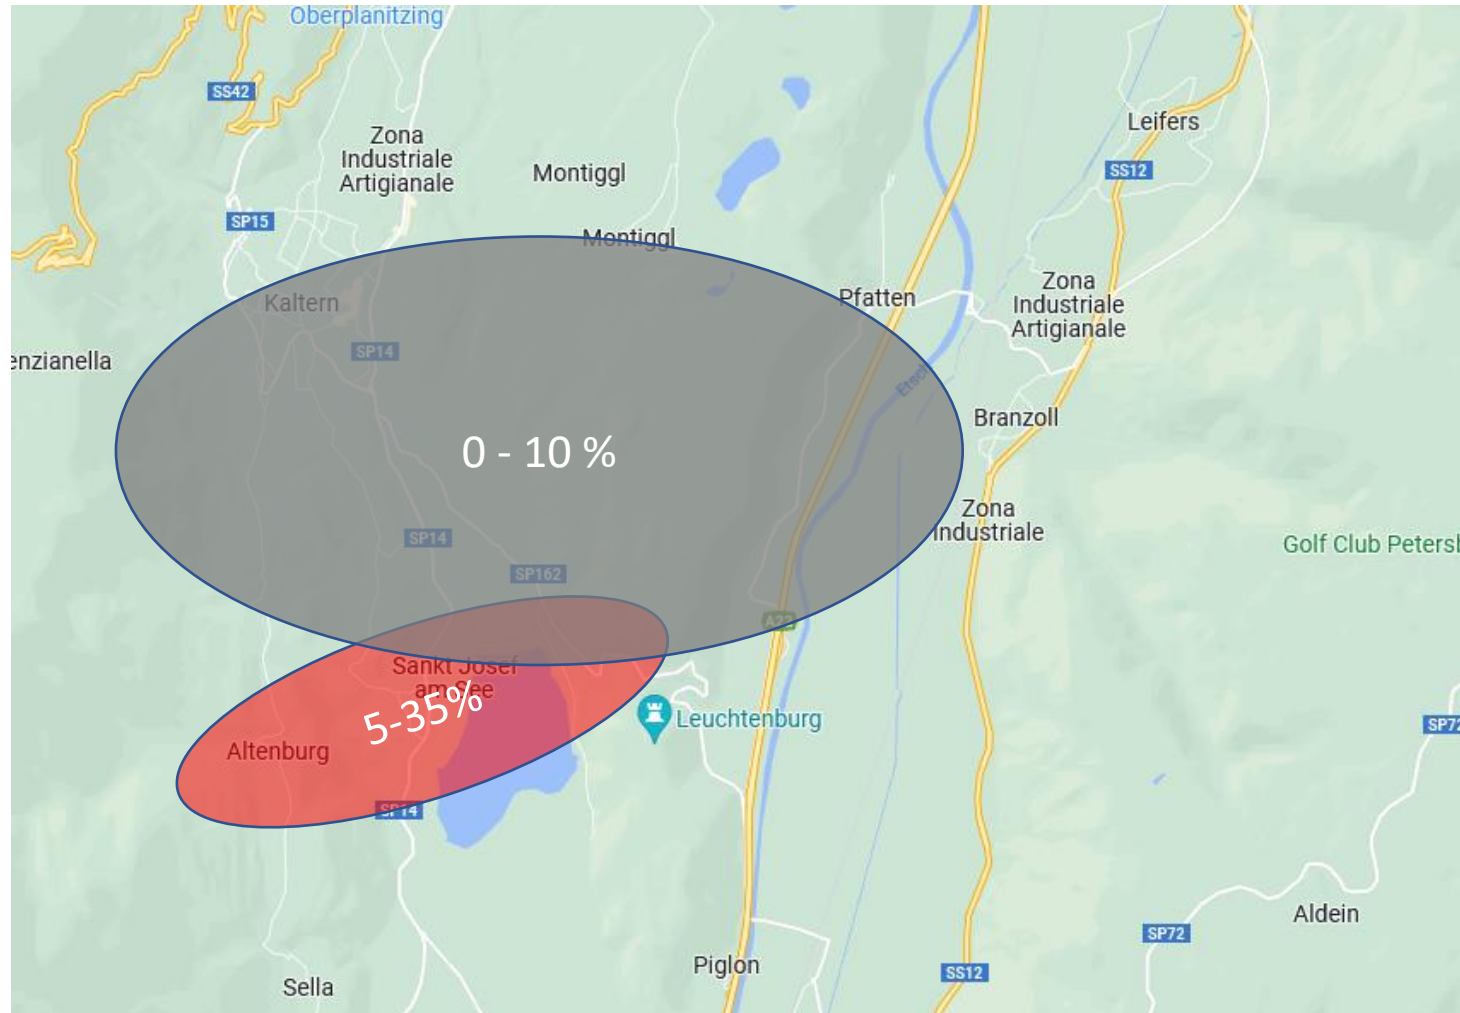 Oberplanitzing
SS42
Zona
Industriale
Artigianale
Montiggl
Leifers
SS12
SP15
Montiggl
Kaltern
Pfatten
Zona
Industriale
Artigianale
SP14
enzianella
Etsch
Branzoll
0 - 10 %
Zona
Industriale
SP14
Golf Club Petersb
SP162
A22
Sankt Josef
am See
5-35%
Altenburg
Leuchtenburg
SP72
SP14
Aldein
SP72
Piglon
SS12
Sella